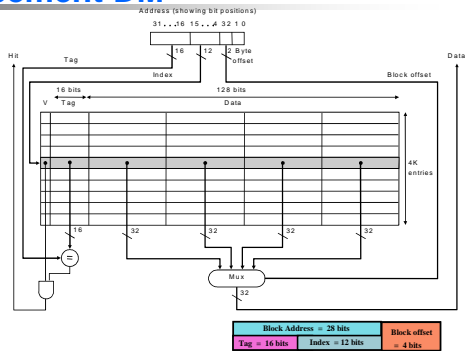 Address (showing bit positions)
31...16 15...4 32 1 0
Hit
Data
16
12
2 Byte
offset
Tag
Index
Block offset
16 bits
128 bits
V
Tag
Data
4K
entries
16
32
32
32
32
=
Mux
32
Block Address = 28 bits
Tag = 16 bits
Index = 12 bits
Block offset
= 4 bits